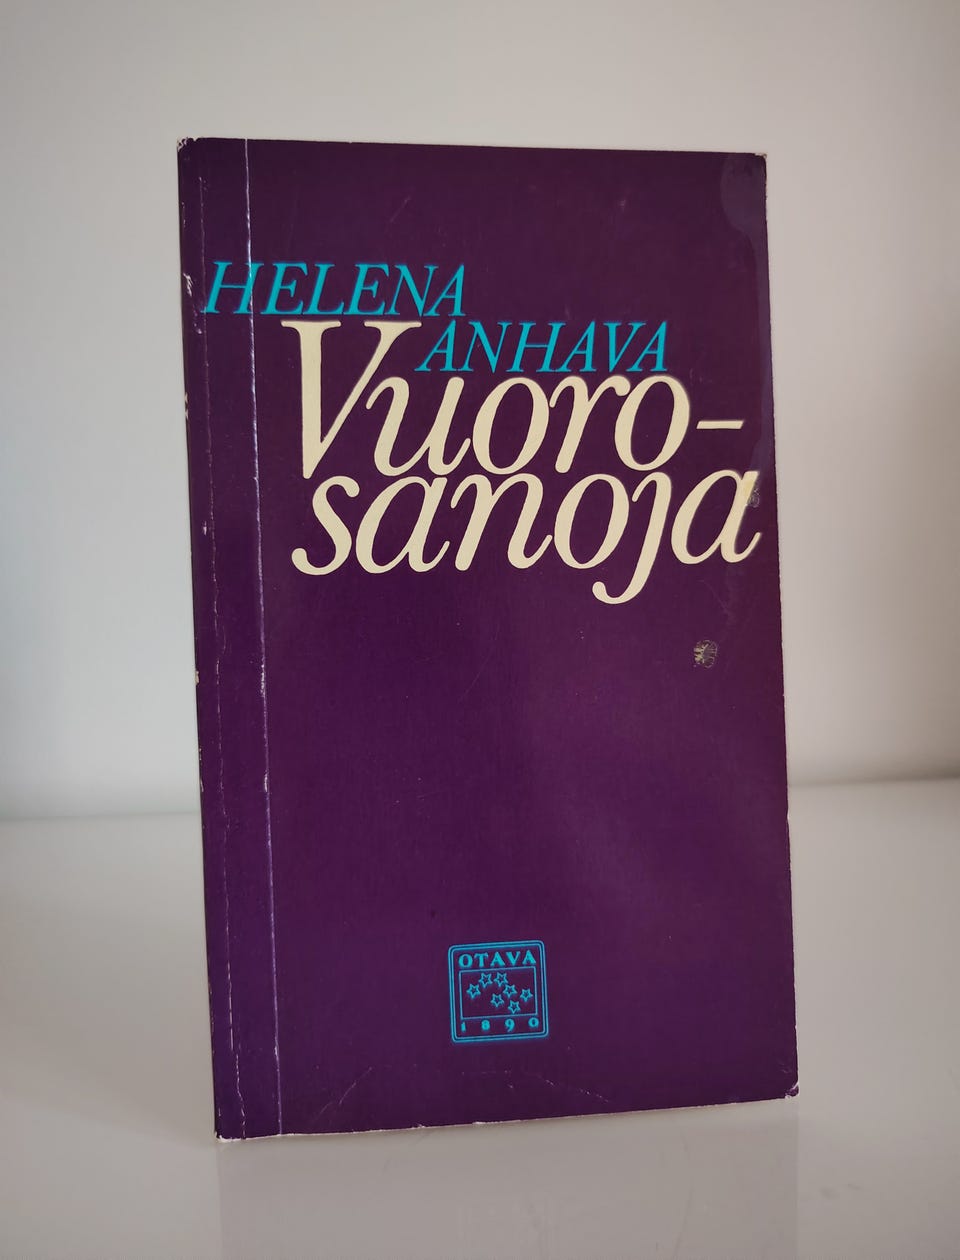 HELENA
ANHAVA
Vuoro-
sanoja
OTAVA
1890